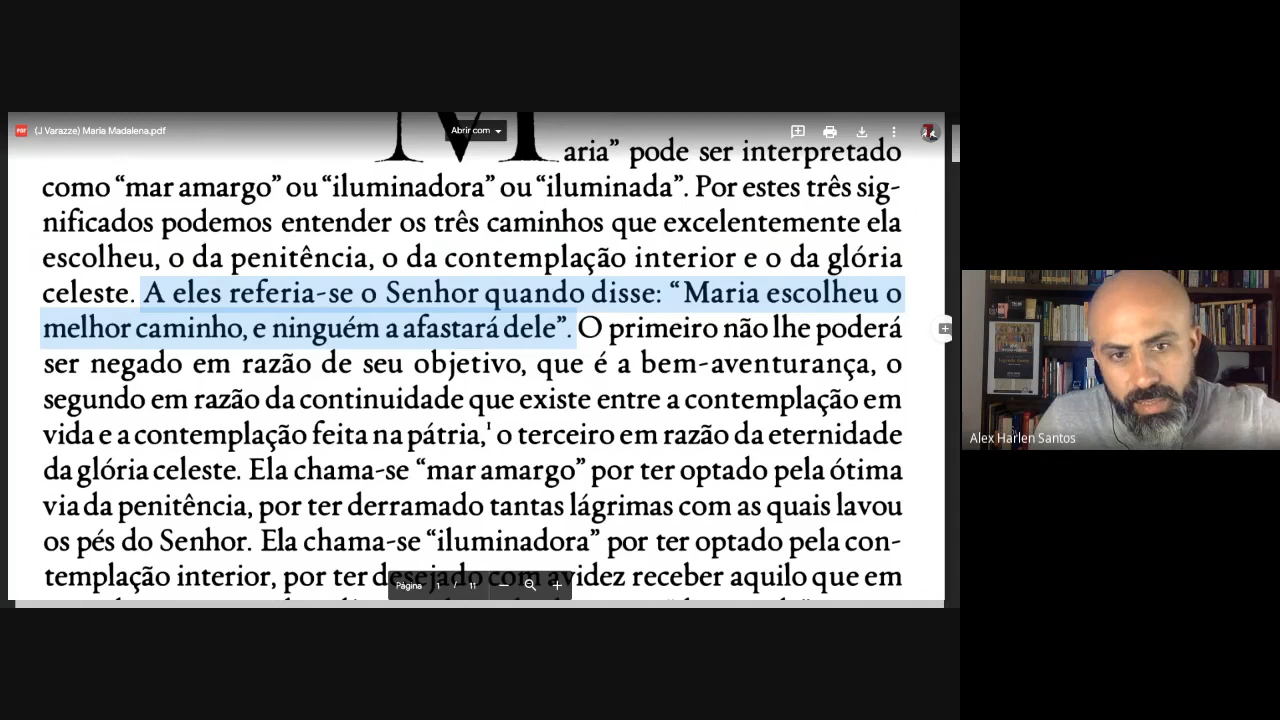 (J Varazze) Maria Madalena.pdf
Abrir com
Maria” pode ser interpretado
como “mar amargo” ou “iluminadora” ou “iluminada”. Por estes três sig-
nificados podemos entender os três caminhos que excelentemente ela
escolheu, o da penitência, o da contemplação interior e o da glória
celeste. A eles referia-se o Senhor quando disse: “Maria escolheu o
melhor caminho, e ninguém a afastará dele”. O primeiro não lhe poderá
ser negado em razão de seu objetivo, que é a bem-aventurança, o
segundo em razão da continuidade que existe entre a contemplação em
vida e a contemplação feita na pátria,¹ o terceiro em razão da eternidade
da glória celeste. Ela chama-se “mar amargo” por ter optado pela ótima
via da penitência, por ter derramado tantas lágrimas com as quais lavou
os pés do Senhor. Ela chama-se “iluminadora” por ter optado pela con-
templação interior, por ter desejado com avidez receber aquilo que em
Página 1 / 11
Alex Harlen Santos